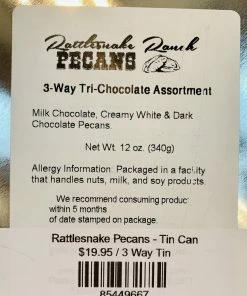 Rattlesnake Ranch
PECANS
3-Way Tri-Chocolate Assortment
Milk Chocolate, Creamy White & Dark
Chocolate Pecans.
Net Wt. 12 oz. (340g)
Allergy Information: Packaged in a facility
that handles nuts, milk, and soy products.
We recommend consuming product
within 5 months
of date stamped on package.
Rattlesnake Pecans - Tin Can
$19.95 / 3 Way Tin
85449667